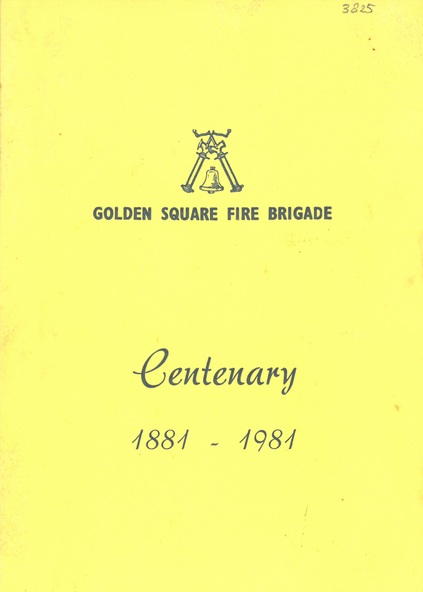 3825
GOLDEN SQUARE FIRE BRIGADE
Centenary
1881 - 1981